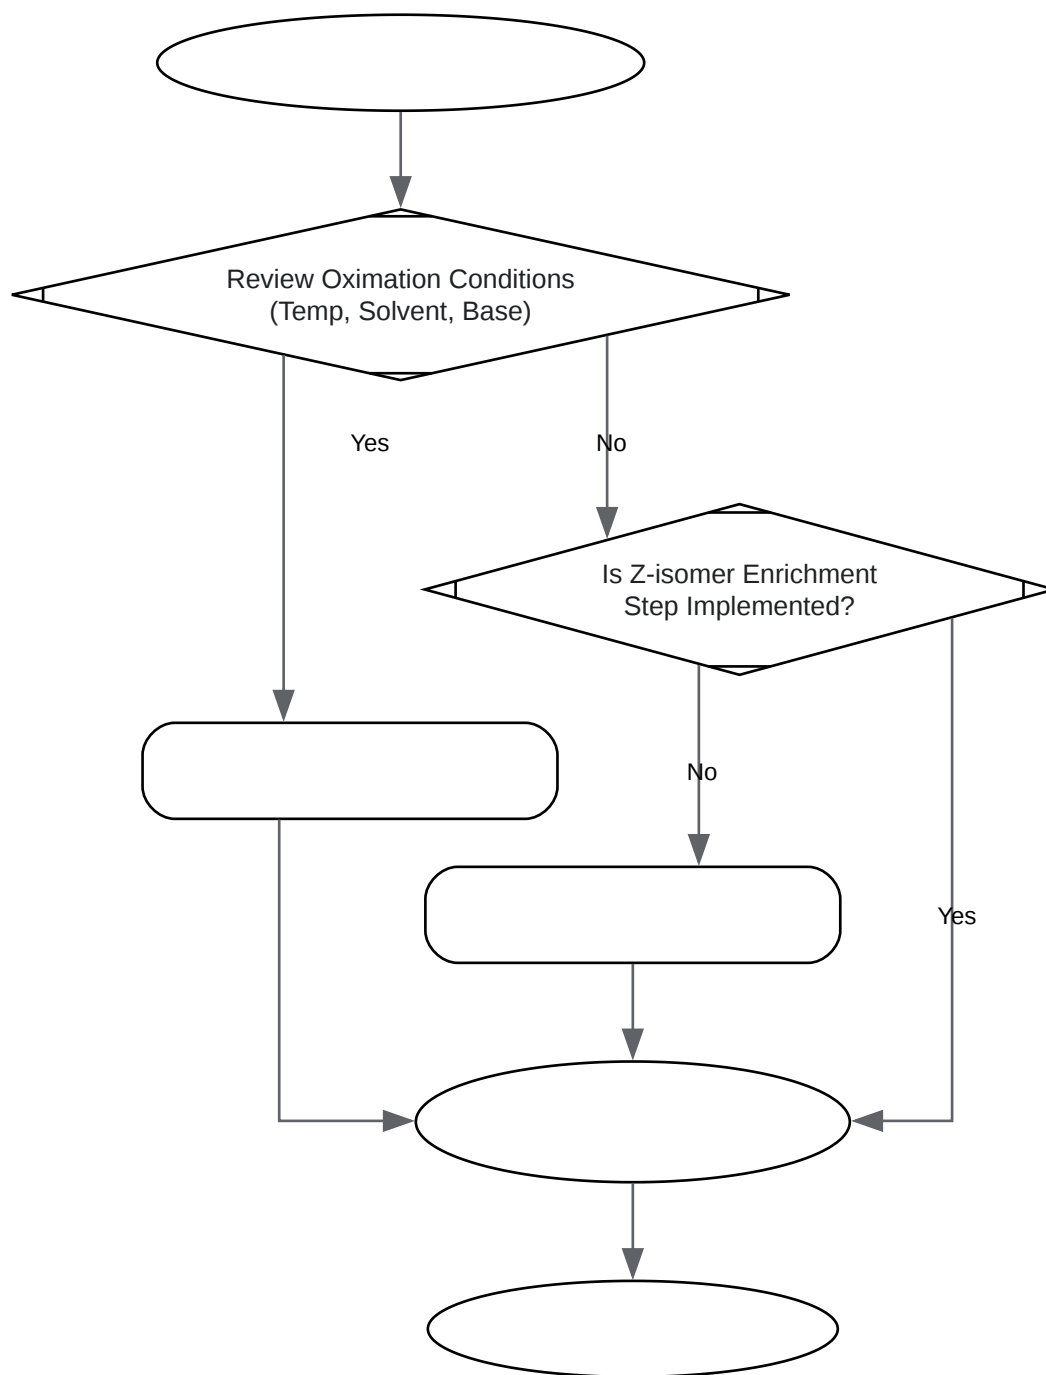 Review Oximation Conditions
(Temp, Solvent, Base)
Yes
No
Is Z-isomer Enrichment
Step Implemented?
No
Yes